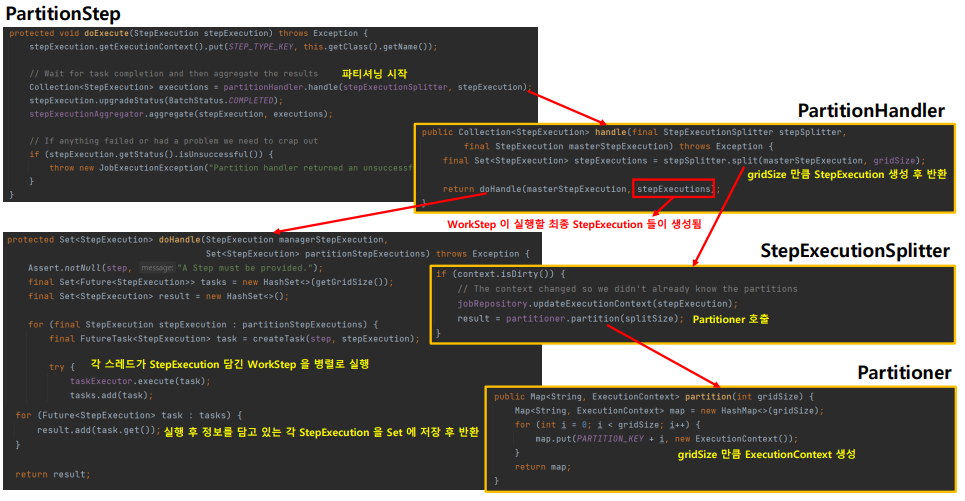 PartitionStep
protected void doExecute(StepExecution stepExecution) throws Exception {
stepExecution.getExecutionContext().put(STEP_TYPE_KEY, this.getClass().getName());
// Wait for task completion and then aggregate the results
파티셔닝 시작
Collection<StepExecution> executions = partitionHandler.handle(stepExecutionSplitter, stepExecution);
stepExecution.upgradeStatus(BatchStatus.COMPLETED);
stepExecutionAggregator.aggregate(stepExecution, executions);
// If anything failed or had a problem we need to crap out
if (stepExecution.getStatus().isUnsuccessful()) {
throw new JobExecutionException("Partition handler returned an unsuccessf
}
}
PartitionHandler
public Collection<StepExecution> handle(final StepExecutionSplitter stepSplitter,
final StepExecution masterStepExecution) throws Exception {
final Set<StepExecution> stepExecutions = stepSplitter.split(masterStepExecution, gridSize);
gridSize 만큼 StepExecution 생성 후 반환
return doHandle(masterStepExecution, stepExecutions);
}
WorkStep 이 실행할 최종 StepExecution 들이 생성됨
protected Set<StepExecution> doHandle(StepExecution managerStepExecution,
Set<StepExecution> partitionStepExecutions) throws Exception {
Assert.notNull(step, message: "A Step must be provided.");
final Set<Future<StepExecution>> tasks = new HashSet<>(getGridSize());
final Set<StepExecution> result = new HashSet<>();
for (final StepExecution stepExecution : partitionStepExecutions) {
final FutureTask<StepExecution> task = createTask(step, stepExecution);
try {
각 스레드가 StepExecution 담긴 WorkStep 을 병렬로 실행
taskExecutor.execute(task);
tasks.add(task);
for (Future<StepExecution> task : tasks) {
result.add(task.get());
실행 후 정보를 담고 있는 각 StepExecution 을 Set 에 저장 후 반환
}
return result;
StepExecutionSplitter
if (context.isDirty()) {
// The context changed so we didn't already know the partitions
jobRepository.updateExecutionContext(stepExecution);
result = partitioner.partition(splitSize);
Partitioner 호출
}
Partitioner
public Map<String, ExecutionContext> partition(int gridSize) {
Map<String, ExecutionContext> map = new HashMap<>(gridSize);
for (int i = 0; i < gridSize; i++) {
map.put(PARTITION_KEY + i, new ExecutionContext());
}
gridSize 만큼 ExecutionContext 생성
return map;
}